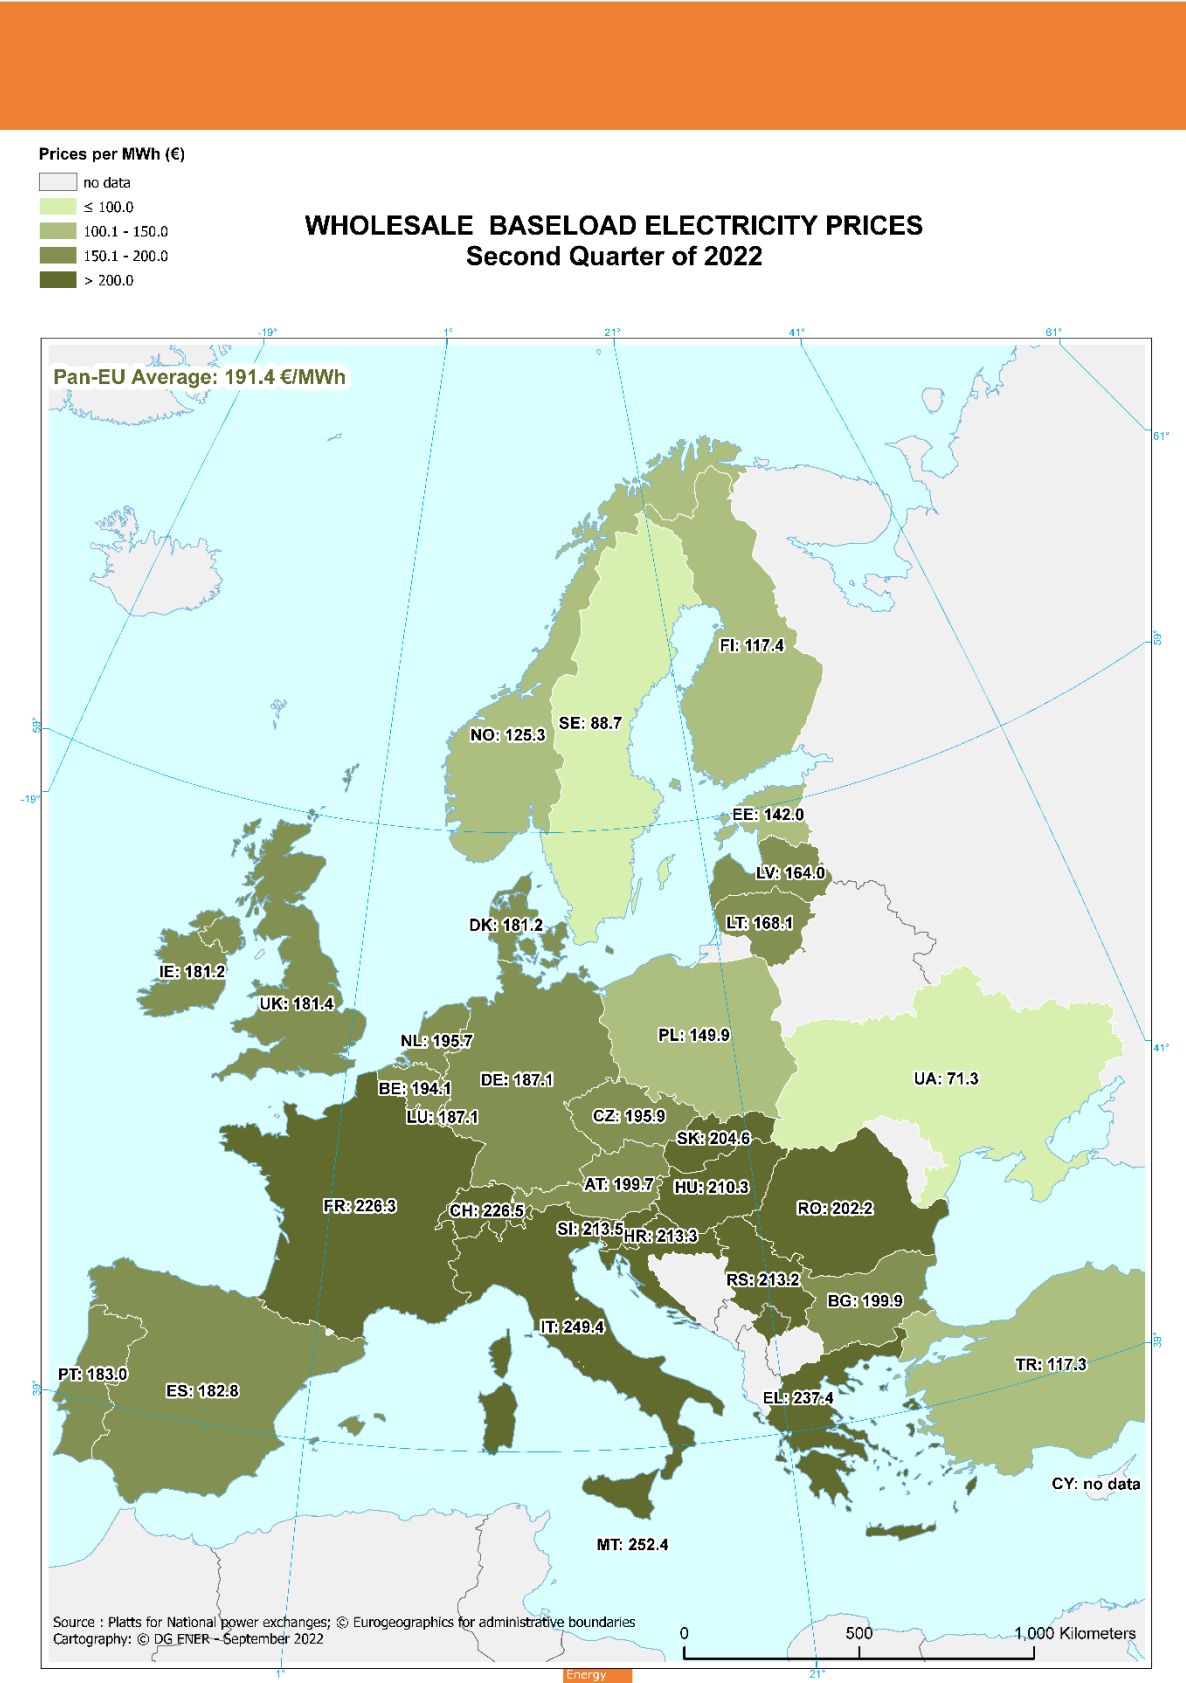 Prices per MWh (€)
no data
≤ 100.0
100.1 - 150.0
150.1 - 200.0
> 200.0
WHOLESALE BASELOAD ELECTRICITY PRICES
Second Quarter of 2022
-19°
1°
21°
41°
61°
Pan-EU Average: 191.4 €/MWh
61°
FI: 117.4
59°
SE: 88.7
59°
NO: 125.3
-19°
EE: 142.0
LV: 164.0
LT: 168.1
DK: 181.2
IE: 181.2
UK: 181.4
PL: 149.9
NL: 195.7
41°
DE: 187.1
UA: 71.3
BE: 194.1
LU: 187.1
CZ: 195.9
SK: 204.6
AT: 199.7
HU: 210.3
FR: 226.3
CH: 226.5
RO: 202.2
SI: 213.5
HR: 213.3
RS: 213.2
BG: 199.9
IT: 249.4
39°
TR: 117.3
PT: 183.0
ES: 182.8
39°
EL: 237.4
CY: no data
MT: 252.4
Source : Platts for National power exchanges; © Eurogeographics for administrative boundaries
Cartography: © DG ENER - September 2022
0 500 1,000 Kilometers
1°
Energy
21°